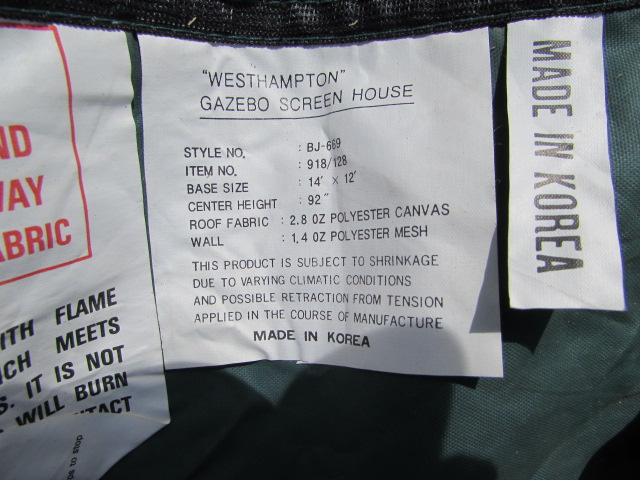 ND
WAY
ABRIC
ITH FLAME
ICH MEETS
S. IT IS NOT
WILL BURN
NTACT
to stop
"WESTHAMPTON"
GAZEBO SCREEN HOUSE
STYLE NO. : BJ-669
ITEM NO. : 918/128
BASE SIZE : 14' x 12'
CENTER HEIGHT : 92"
ROOF FABRIC : 2.8 OZ POLYESTER CANVAS
WALL : 1.4 OZ POLYESTER MESH
THIS PRODUCT IS SUBJECT TO SHRINKAGE
DUE TO VARYING CLIMATIC CONDITIONS
AND POSSIBLE RETRACTION FROM TENSION
APPLIED IN THE COURSE OF MANUFACTURE
MADE IN KOREA
MADE IN KOREA